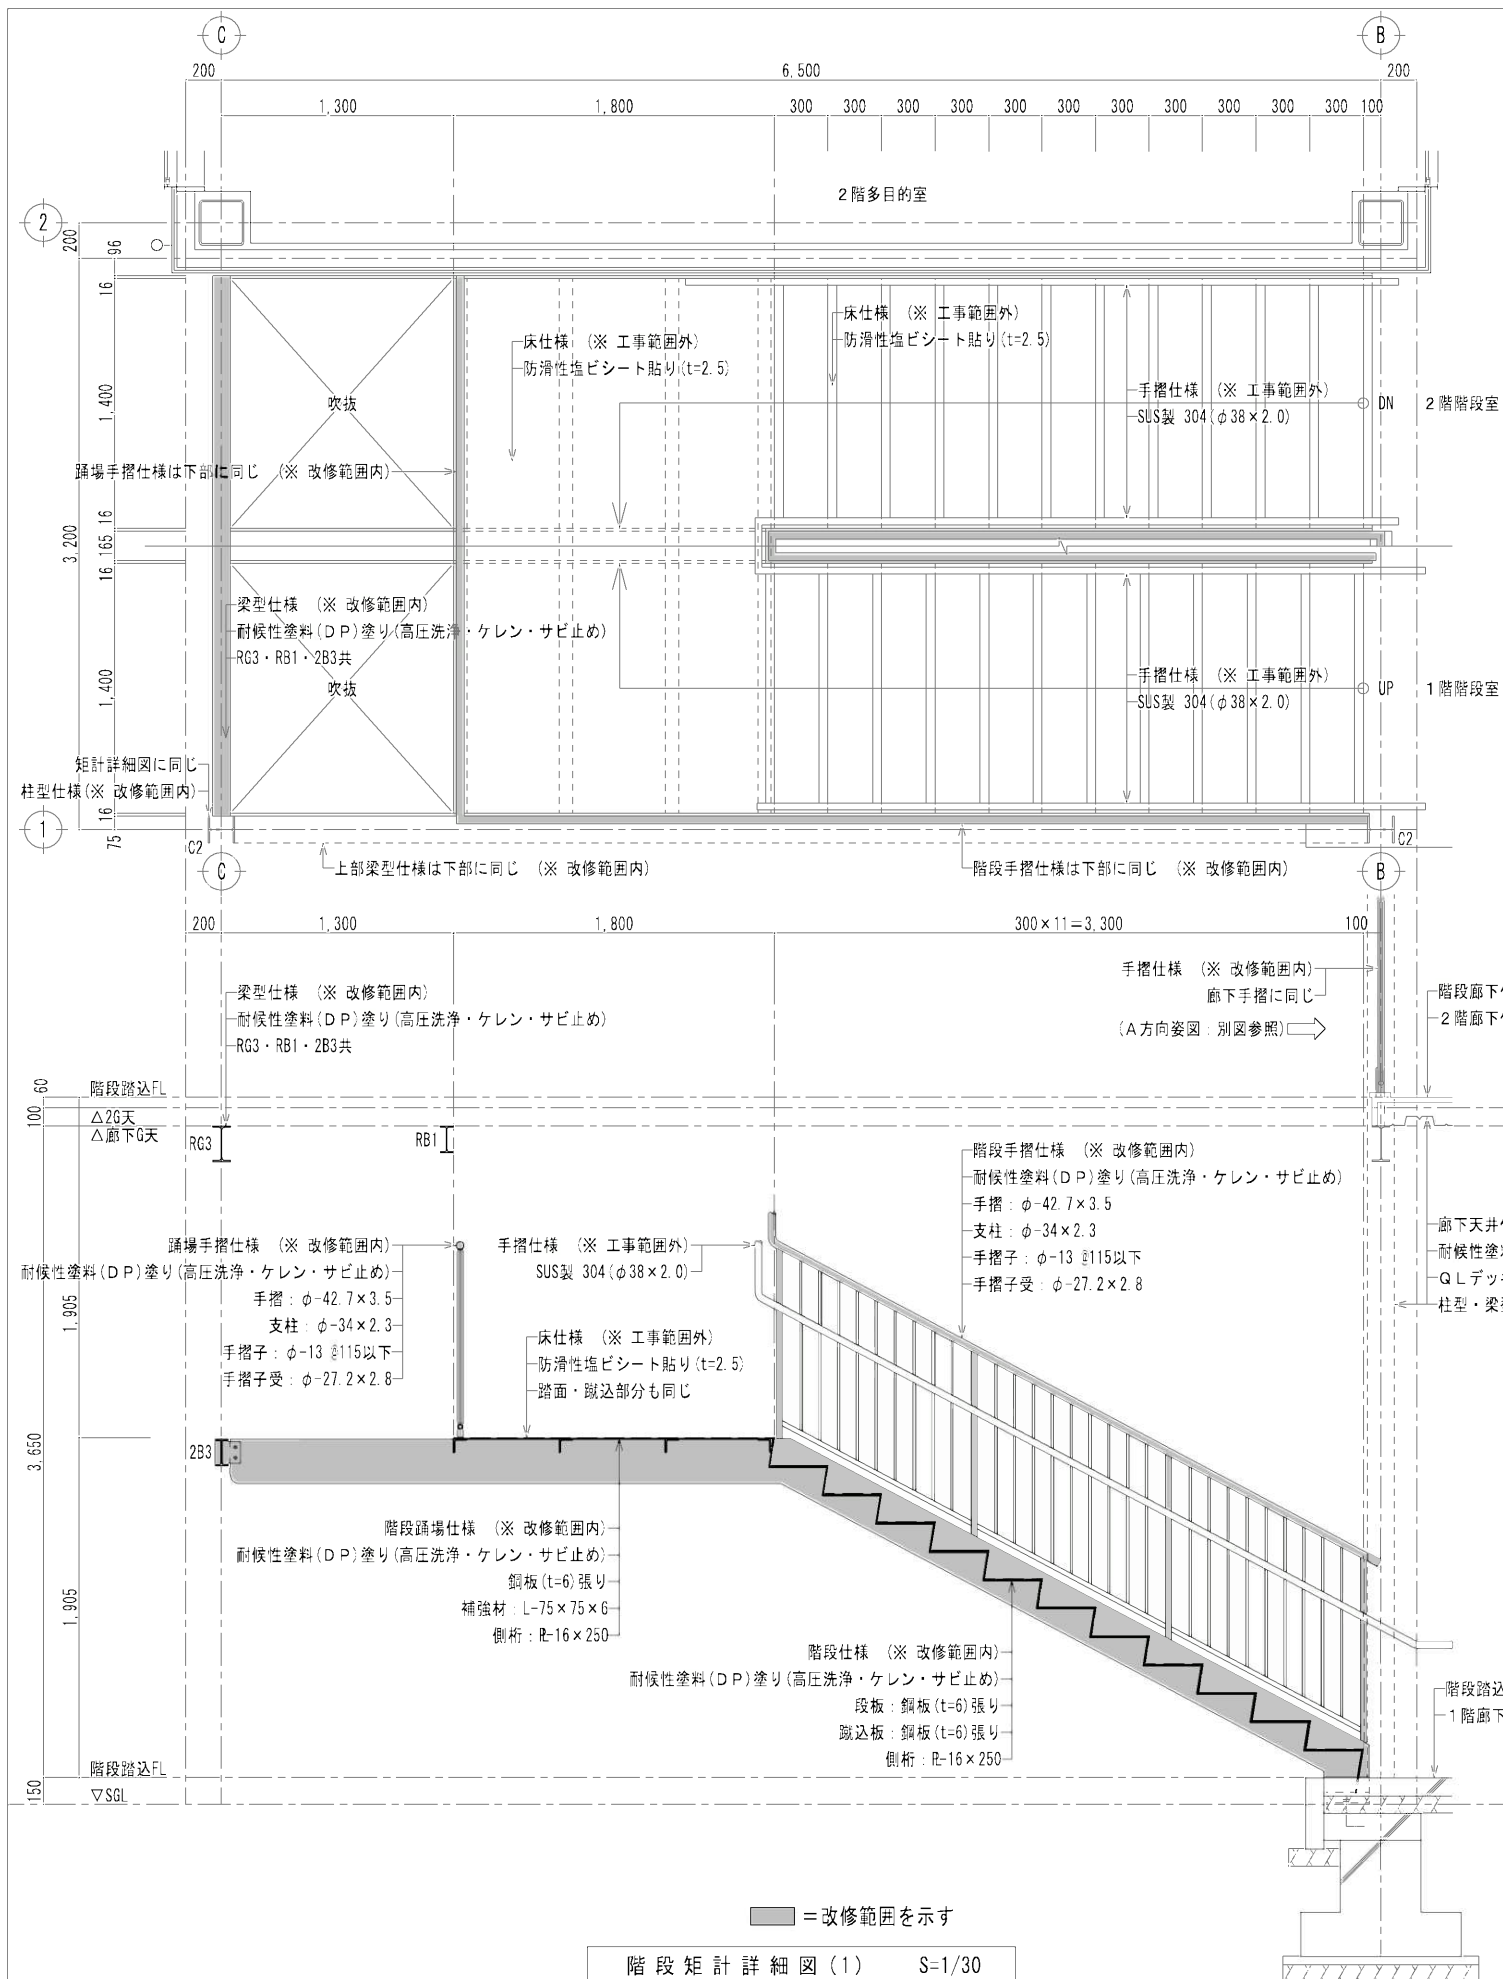 C
B
200
6,500
200
1,300
1,800
300
300
300
300
300
300
300
300
300
300
300
100
2階多目的室
2
200
96
16
床仕様 (※ 工事範囲外)
防滑性塩ビシート貼り(t=2.5)
床仕様 (※ 工事範囲外)
防滑性塩ビシート貼り(t=2.5)
1,400
吹抜
手摺仕様 (※ 工事範囲外)
SUS製 304(φ38×2.0)
DN
2階階段室
踊場手摺仕様は下部に同じ (※ 改修範囲内)
16
3,200
165
16
梁型仕様 (※ 改修範囲内)
耐候性塗料(DP)塗り(高圧洗浄・ケレン・サビ止め)
RG3・RB1・2B3共
1,400
吹抜
手摺仕様 (※ 工事範囲外)
SUS製 304(φ38×2.0)
UP
1階階段室
矩計詳細図に同じ
柱型仕様(※ 改修範囲内)
16
1
75
C2
C2
上部梁型仕様は下部に同じ (※ 改修範囲内)
階段手摺仕様は下部に同じ (※ 改修範囲内)
C
B
200
1,300
1,800
300×11=3,300
100
手摺仕様 (※ 改修範囲内)
廊下手摺に同じ
(A方向姿図:別図参照)
梁型仕様 (※ 改修範囲内)
耐候性塗料(DP)塗り(高圧洗浄・ケレン・サビ止め)
RG3・RB1・2B3共
階段廊下
2階廊下
60
階段踏込FL
100
△2G天
△廊下G天
RG3
RB1
階段手摺仕様 (※ 改修範囲内)
耐候性塗料(DP)塗り(高圧洗浄・ケレン・サビ止め)
手摺:φ-42.7×3.5
支柱:φ-34×2.3
手摺子:φ-13 @115以下
手摺子受:φ-27.2×2.8
踊場手摺仕様 (※ 改修範囲内)
耐候性塗料(DP)塗り(高圧洗浄・ケレン・サビ止め)
手摺:φ-42.7×3.5
支柱:φ-34×2.3
手摺子:φ-13 @115以下
手摺子受:φ-27.2×2.8
手摺仕様 (※ 工事範囲外)
SUS製 304(φ38×2.0)
廊下天井
耐候性塗
QLデッ
柱型・梁
1,905
床仕様 (※ 工事範囲外)
防滑性塩ビシート貼り(t=2.5)
踏面・蹴込部分も同じ
3,650
2B3
階段踊場仕様 (※ 改修範囲内)
耐候性塗料(DP)塗り(高圧洗浄・ケレン・サビ止め)
鋼板(t=6)張り
補強材:L-75×75×6
側桁:PL-16×250
1,905
階段仕様 (※ 改修範囲内)
耐候性塗料(DP)塗り(高圧洗浄・ケレン・サビ止め)
段板:鋼板(t=6)張り
蹴込板:鋼板(t=6)張り
側桁:PL-16×250
階段踏込
1階廊下
階段踏込FL
150
▽SGL
=改修範囲を示す
階段矩計詳細図(1) S=1/30